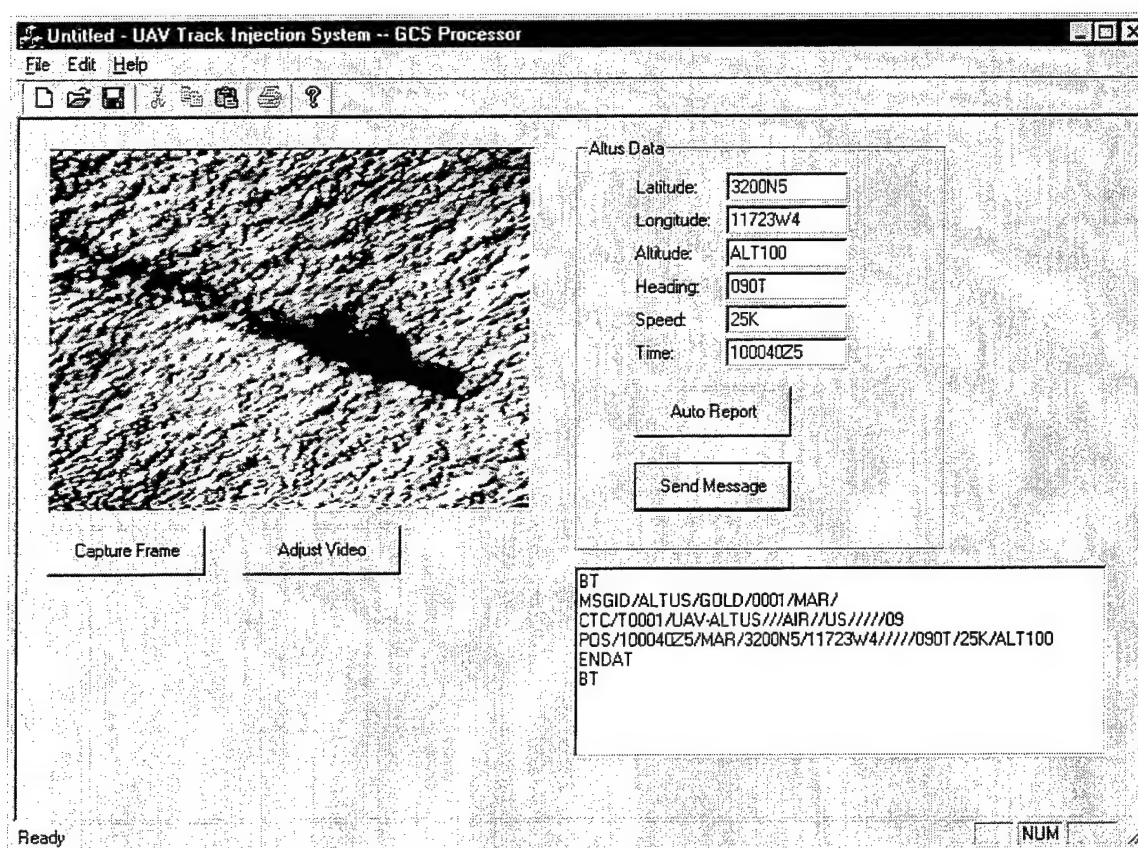 Untitled - UAV Track Injection System -- GCS Processor
File Edit Help
Altus Data
Latitude: 3200N5
Longitude: 11723W4
Altitude: ALT100
Heading: 090T
Speed: 25K
Time: 100040Z5
Auto Report
Send Message
Capture Frame Adjust Video
BT
MSGID/ALTUS/GOLD/0001/MAR/
CTC/T0001/UAV-ALTUS///AIR//US/////09
POS/100040Z5/MAR/3200N5/11723W4/////090T/25K/ALT100
ENDAT
BT
Ready NUM